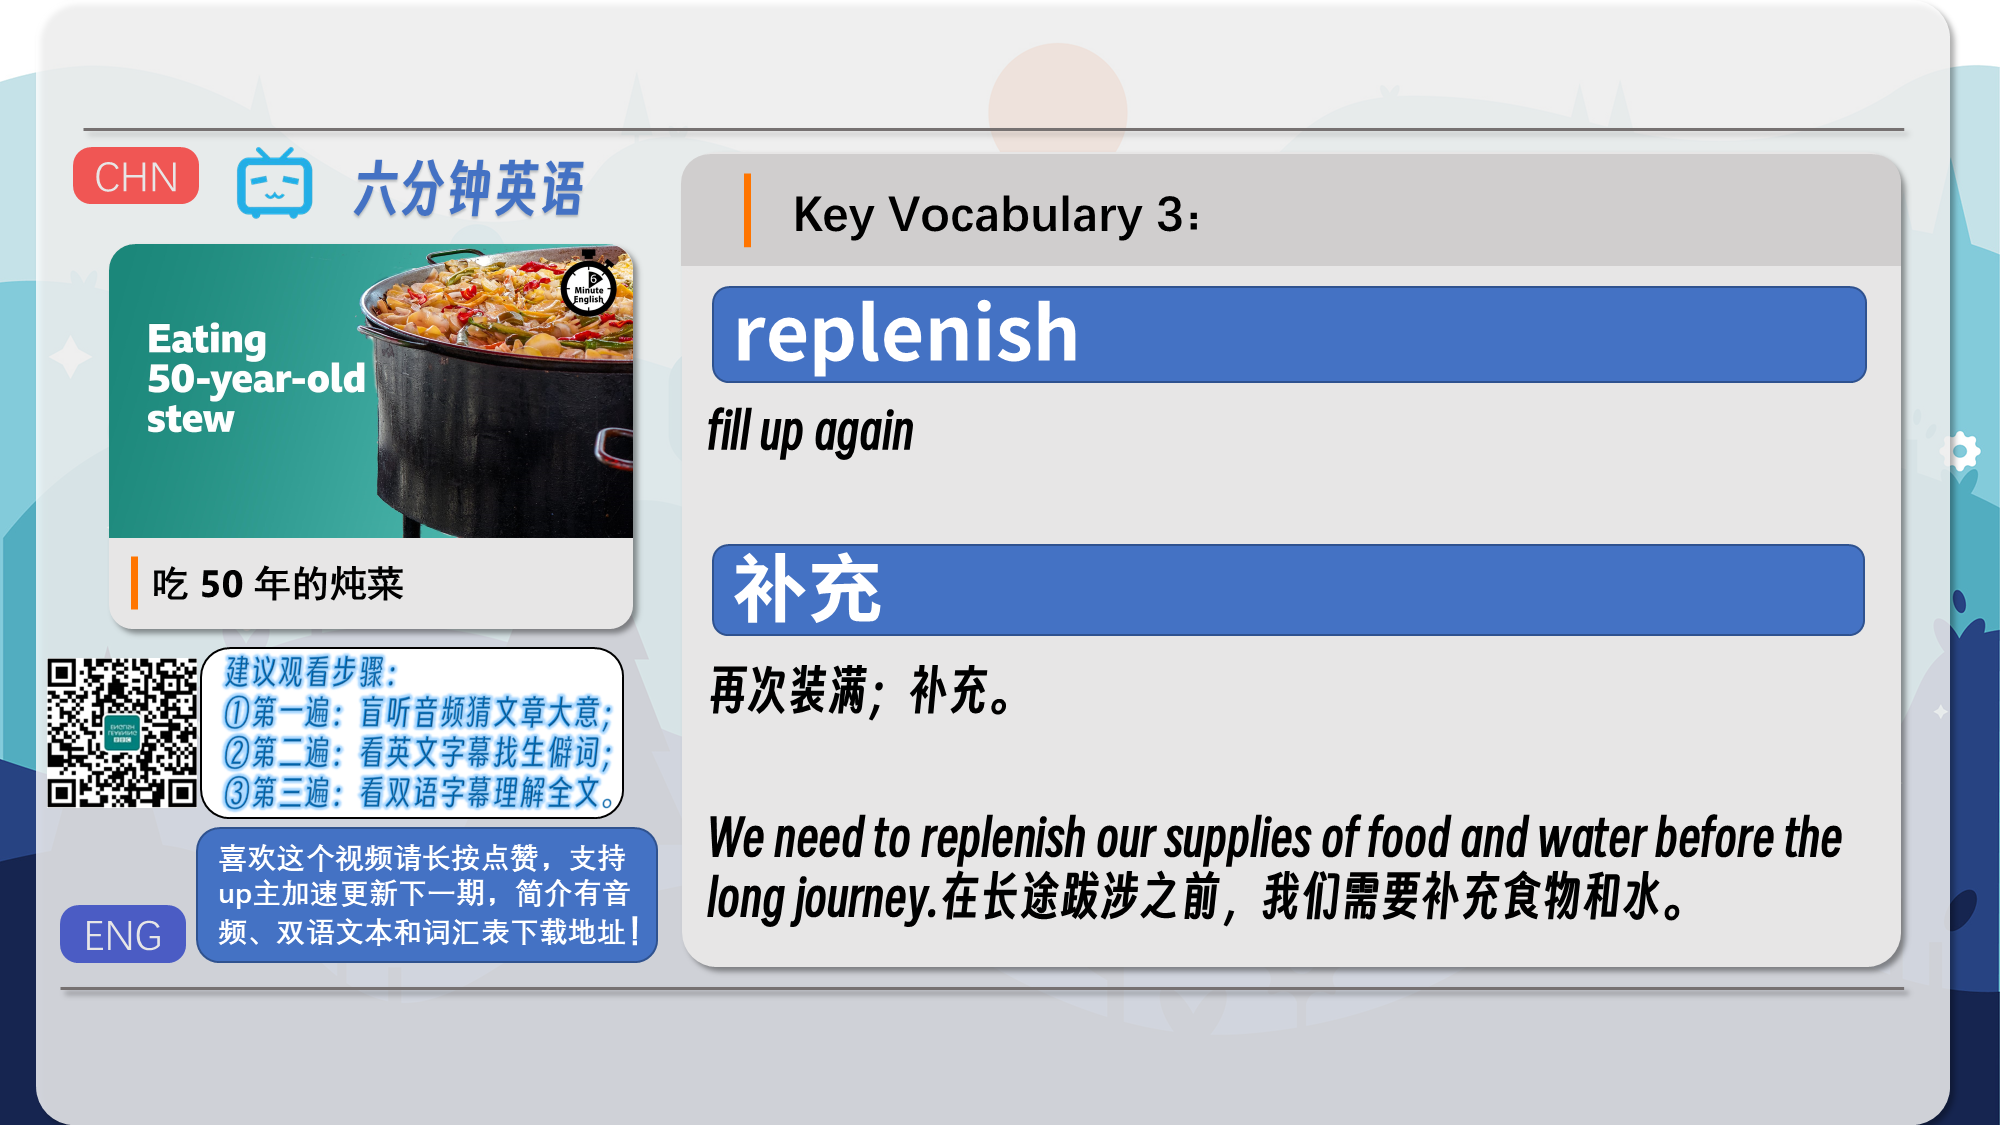 CHN
六分钟英语
Eating
50-year-old
stew
6
Minute
English
吃 50 年的炖菜
建议观看步骤：
①第一遍：盲听音频猜文章大意；
②第二遍：看英文字幕找生僻词；
③第三遍：看双语字幕理解全文。
喜欢这个视频请长按点赞，支持
up主加速更新下一期，简介有音
频、双语文本和词汇表下载地址！
ENG
Key Vocabulary 3：
replenish
fill up again
补充
再次装满；补充。
We need to replenish our supplies of food and water before the
long journey.在长途跋涉之前，我们需要补充食物和水。